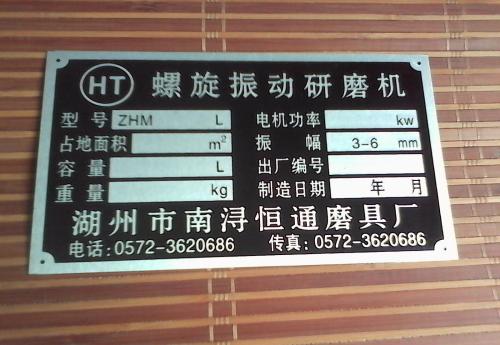 HT 螺旋振动研磨机
型号 ZHM L 电机功率 kw
占地面积 m² 振幅 3-6 mm
容量 L 出厂编号
重量 kg 制造日期 年 月
湖州市南浔恒通磨具厂
电话:0572-3620686 传真:0572-3620686